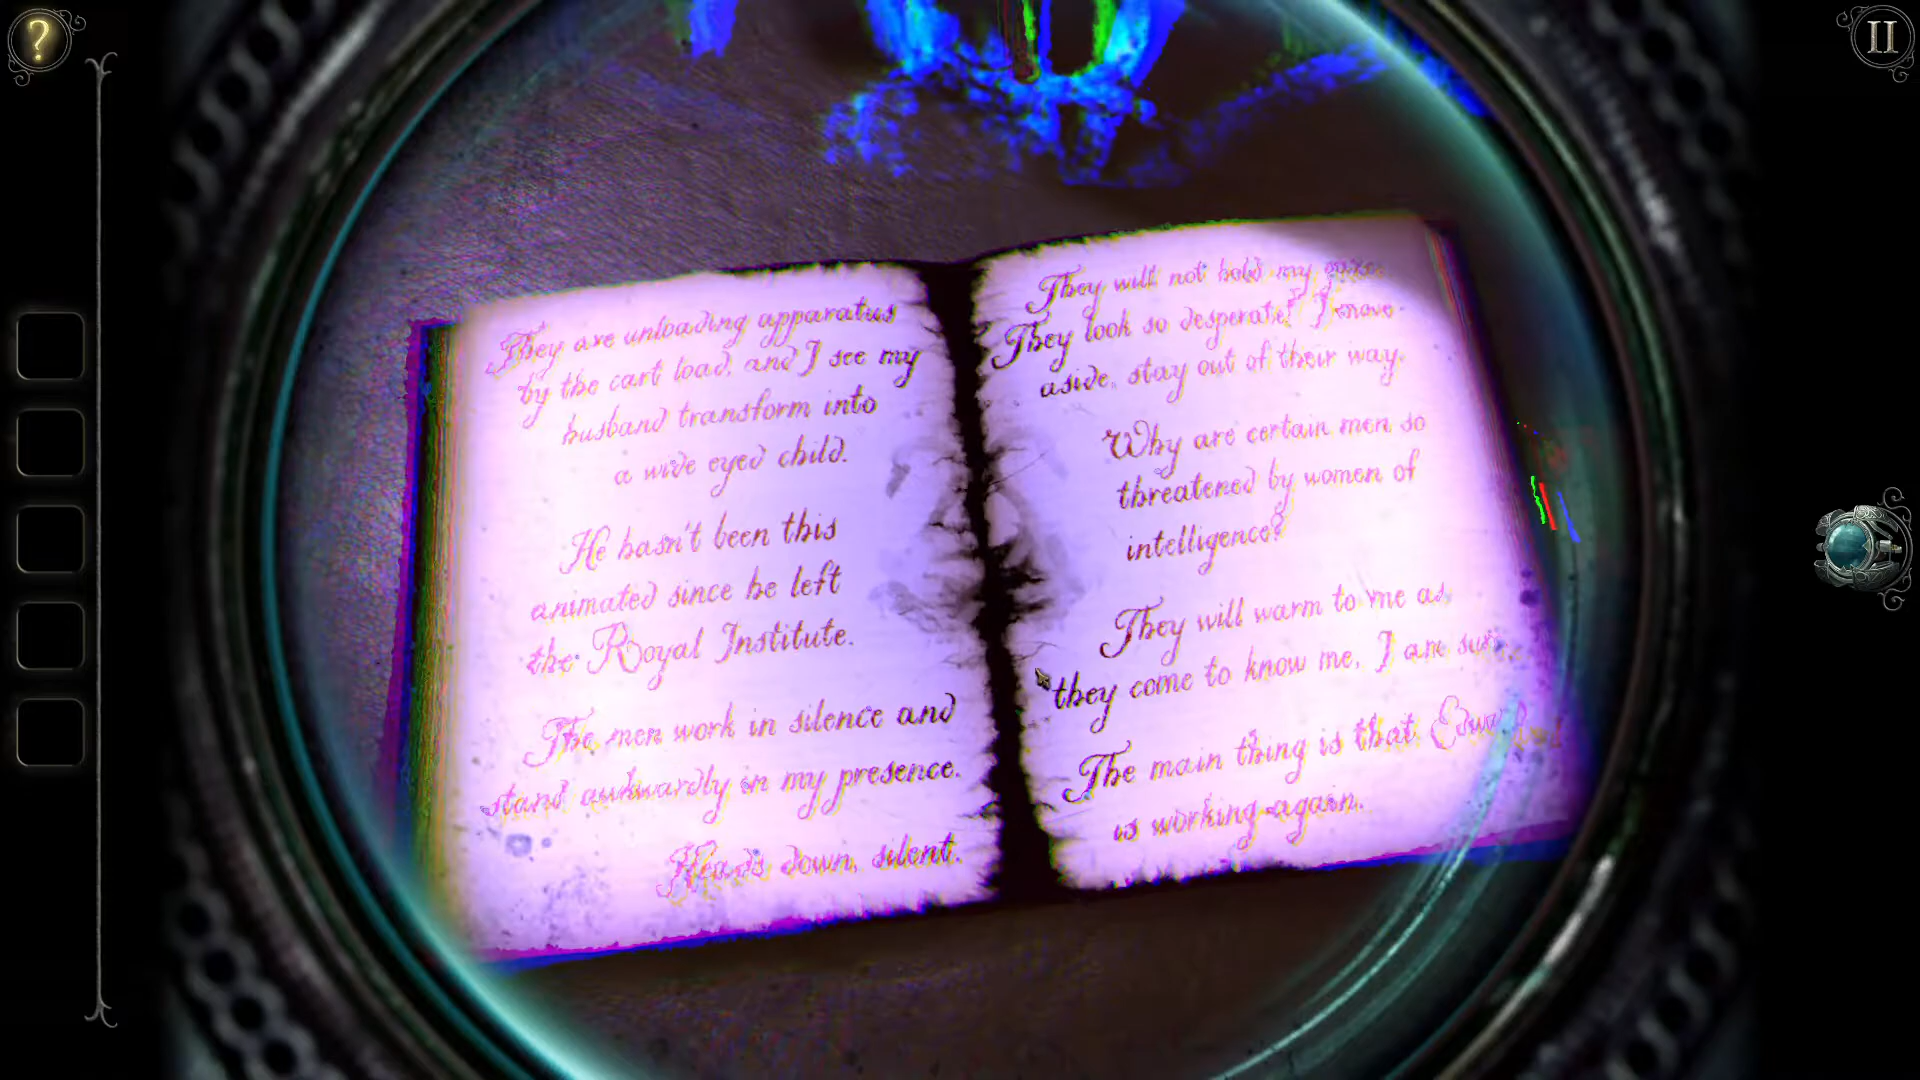 They are unloading apparatus
by the cart load, and I see my
husband transform into
a wide eyed child.
He hasn't been this
animated since he left
the Royal Institute.
The men work in silence and
stand awkwardly in my presence.
Heads down, silent.
They will not hold my gaze.
They look so desperate! I move
aside, stay out of their way.
Why are certain men so
threatened by women of
intelligence?
They will warm to me as
they come to know me, I am sure.
The main thing is that Edward
is working again.
?
II